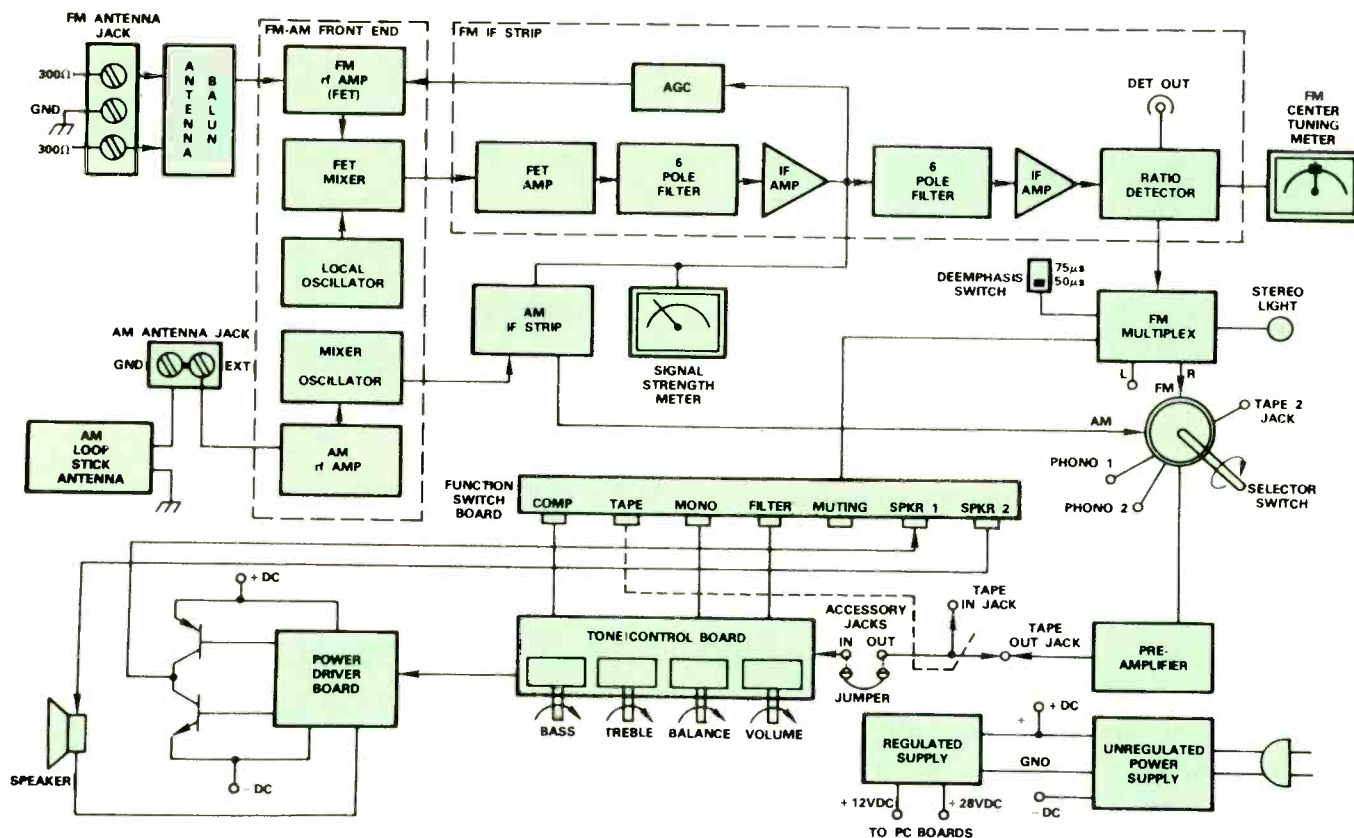 FM ANTENNA
JACK
300Ω
GND
300Ω
ANTENNA
BALUN
FM-AM FRONT END
FM
rf AMP
(FET)
FET
MIXER
LOCAL
OSCILLATOR
MIXER
OSCILLATOR
AM
rf AMP
FM IF STRIP
AGC
FET
AMP
6
POLE
FILTER
IF
AMP
6
POLE
FILTER
IF
AMP
RATIO
DETECTOR
DET OUT
FM
CENTER
TUNING
METER
AM ANTENNA JACK
GND
EXT
AM
LOOP
STICK
ANTENNA
AM
IF STRIP
SIGNAL
STRENGTH
METER
DEEMPHASIS
SWITCH
75μs
50μs
FM
MULTIPLEX
STEREO
LIGHT
L
R
FM
AM
TAPE 2
JACK
PHONO 1
PHONO 2
SELECTOR
SWITCH
FUNCTION
SWITCH
BOARD
COMP
TAPE
MONO
FILTER
MUTING
SPKR 1
SPKR 2
+ DC
POWER
DRIVER
BOARD
- DC
SPEAKER
TONE CONTROL BOARD
BASS
TREBLE
BALANCE
VOLUME
ACCESSORY
JACKS
IN
OUT
JUMPER
TAPE
IN JACK
TAPE
OUT JACK
PRE-
AMPLIFIER
REGULATED
SUPPLY
+
+ DC
GNO
-DC
UNREGULATED
POWER
SUPPLY
+ 12VDC
+ 28VDC
TO PC BOARDS